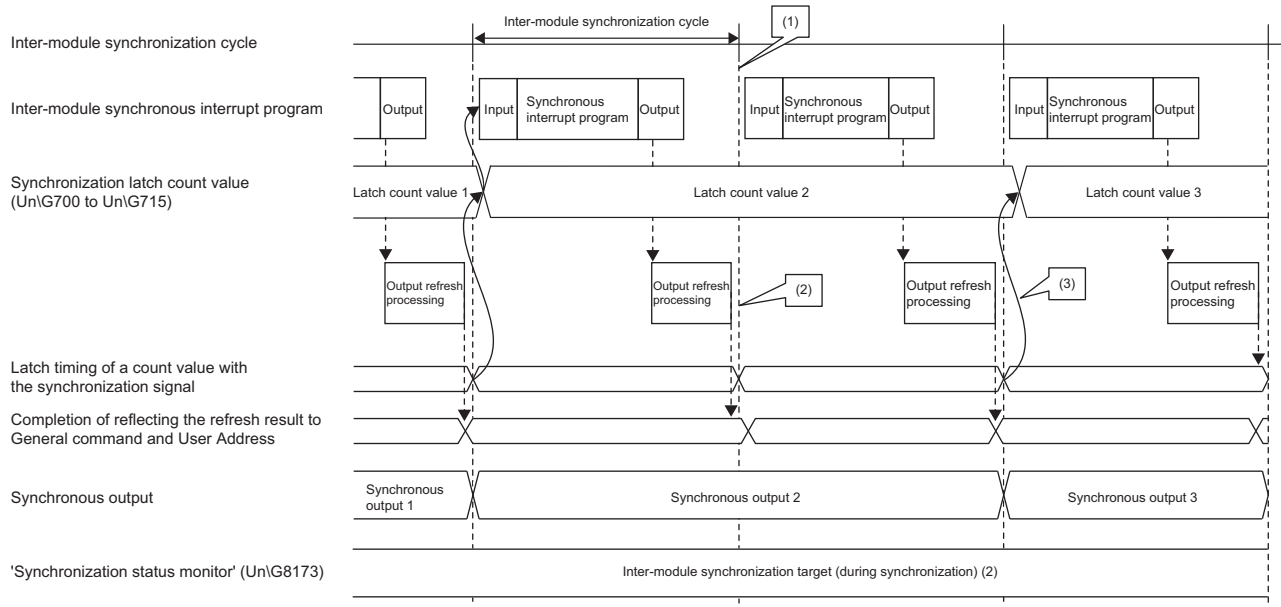 Inter-module synchronization cycle
(1)
Inter-module synchronization cycle
Inter-module synchronous interrupt program
Output
Input
Synchronous
interrupt program
Output
Input
Synchronous
interrupt program
Output
Input
Synchronous
interrupt program
Output
Synchronization latch count value
(Un\G700 to Un\G715)
Latch count value 1
Latch count value 2
Latch count value 3
Output refresh
processing
Output refresh
processing
(2)
Output refresh
processing
(3)
Output refresh
processing
Latch timing of a count value with
the synchronization signal
Completion of reflecting the refresh result to
General command and User Address
Synchronous output
Synchronous
output 1
Synchronous output 2
Synchronous output 3
'Synchronization status monitor' (Un\G8173)
Inter-module synchronization target (during synchronization) (2)